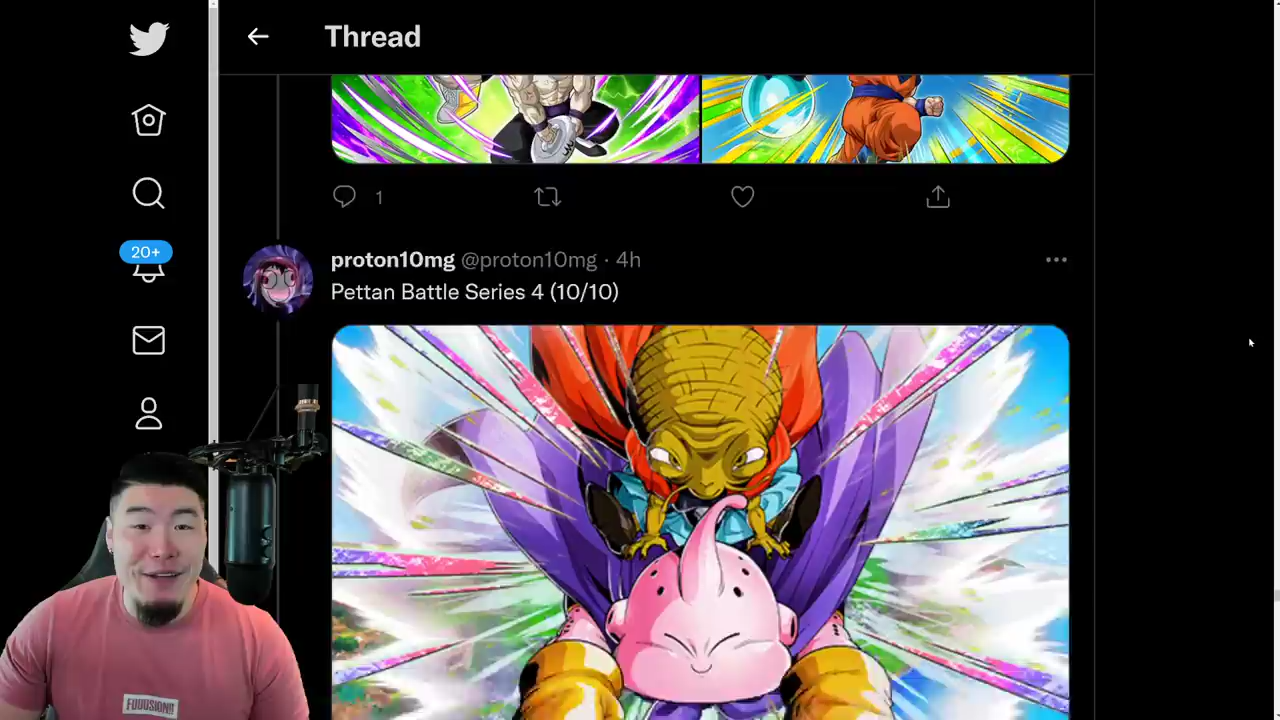 Thread
1
20+
proton10mg @proton10mg · 4h
Pettan Battle Series 4 (10/10)
FUUUSION!!